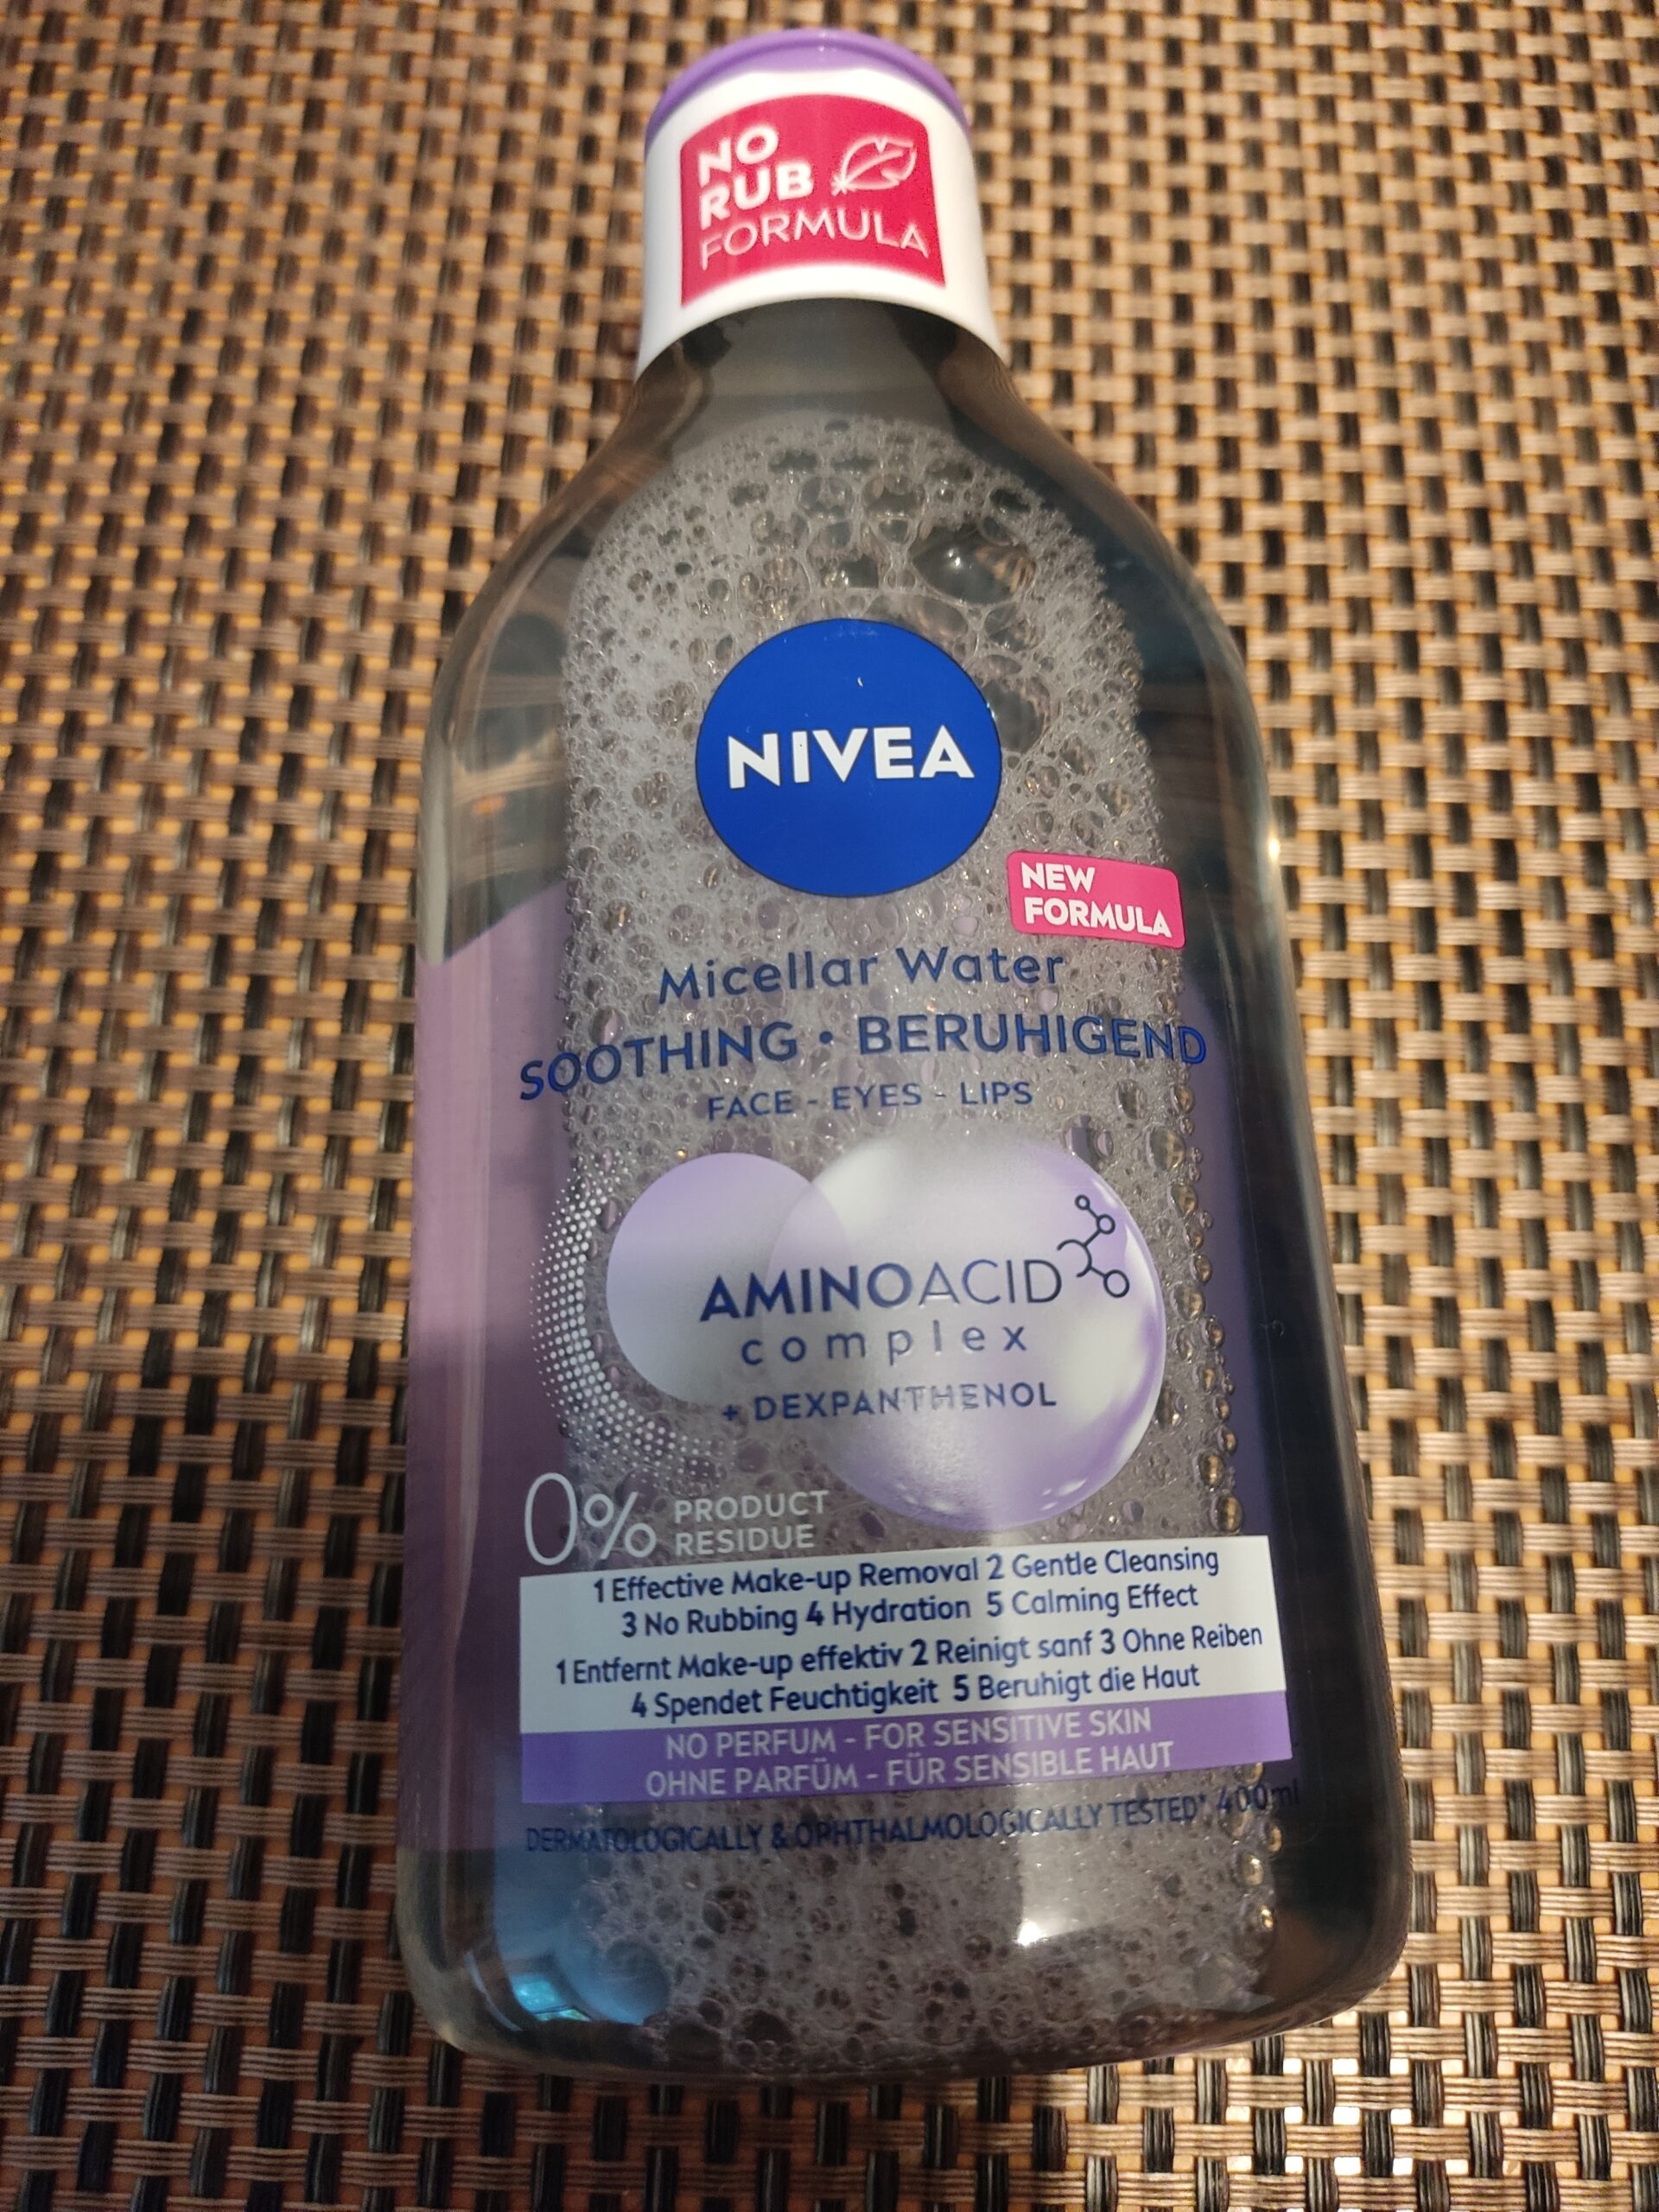 NO
RUB
FORMULA
NIVEA
NEW
FORMULA
Micellar Water
SOOTHING • BERUHIGEND
FACE - EYES - LIPS
AMINOACID
complex
+ DEXPANTHENOL
0% PRODUCT
RESIDUE
1 Effective Make-up Removal 2 Gentle Cleansing
3 No Rubbing 4 Hydration 5 Calming Effect
1 Entfernt Make-up effektiv 2 Reinigt sanf 3 Ohne Reiben
4 Spendet Feuchtigkeit 5 Beruhigt die Haut
NO PERFUM - FOR SENSITIVE SKIN
OHNE PARFÜM - FÜR SENSIBLE HAUT
DERMATOLOGICALLY & OPHTHALMOLOGICALLY TESTED* 400ml